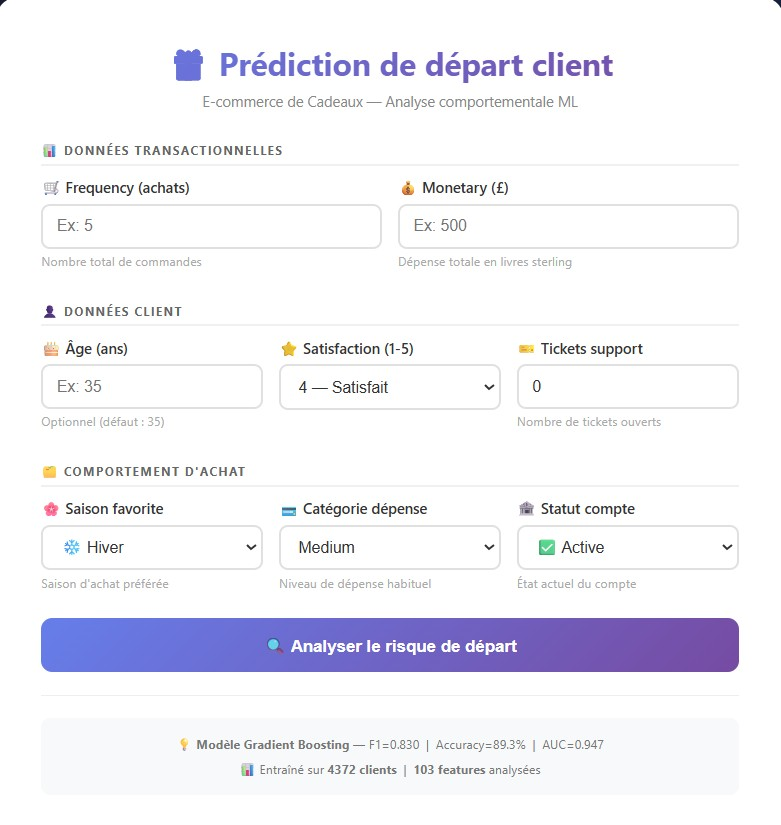 Prédiction de départ client
E-commerce de Cadeaux — Analyse comportementale ML
DONNÉES TRANSACTIONNELLES
Frequency (achats) Monetary (£)
Ex: 5 Ex: 500
Nombre total de commandes Dépense totale en livres sterling
DONNÉES CLIENT
Âge (ans) Satisfaction (1-5) Tickets support
Ex: 35 4 — Satisfait 0
Optionnel (défaut : 35) Nombre de tickets ouverts
COMPORTEMENT D'ACHAT
Saison favorite Catégorie dépense Statut compte
Hiver Medium Active
Saison d'achat préférée Niveau de dépense habituel État actuel du compte
Analyser le risque de départ
Modèle Gradient Boosting — F1=0.830 | Accuracy=89.3% | AUC=0.947
Entraîné sur 4372 clients | 103 features analysées